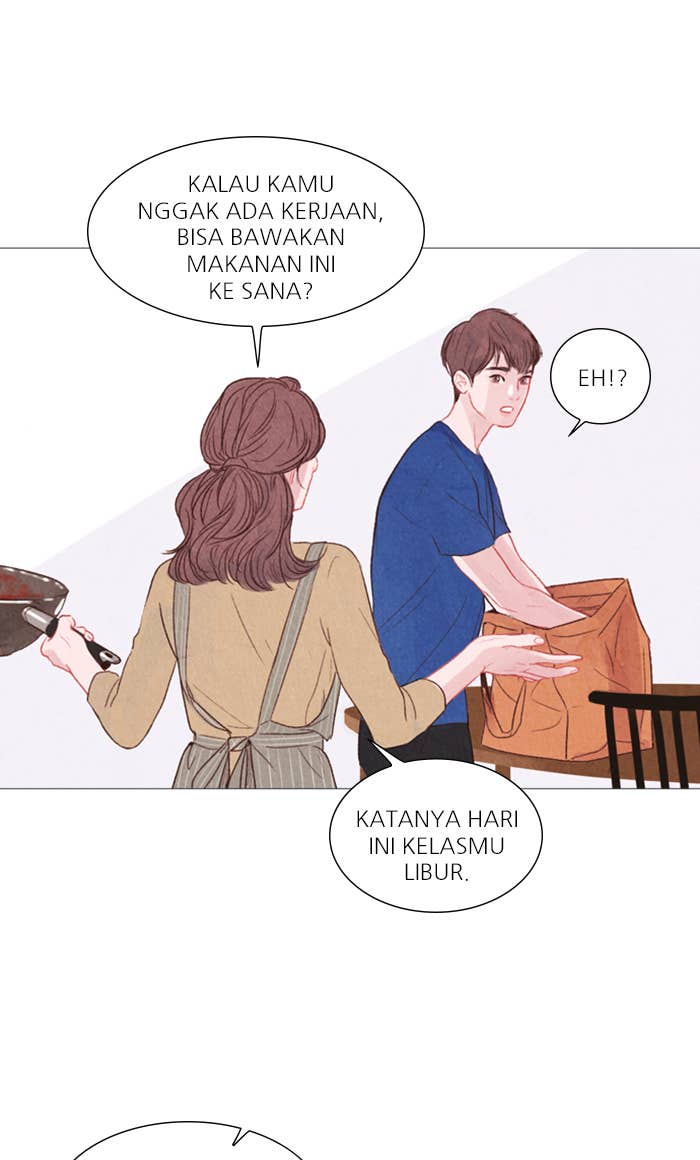 KALAU KAMU
NGGAK ADA KERJAAN,
BISA BAWAKAN
MAKANAN INI
KE SANA?
EH!?
KATANYA HARI
INI KELASMU
LIBUR.